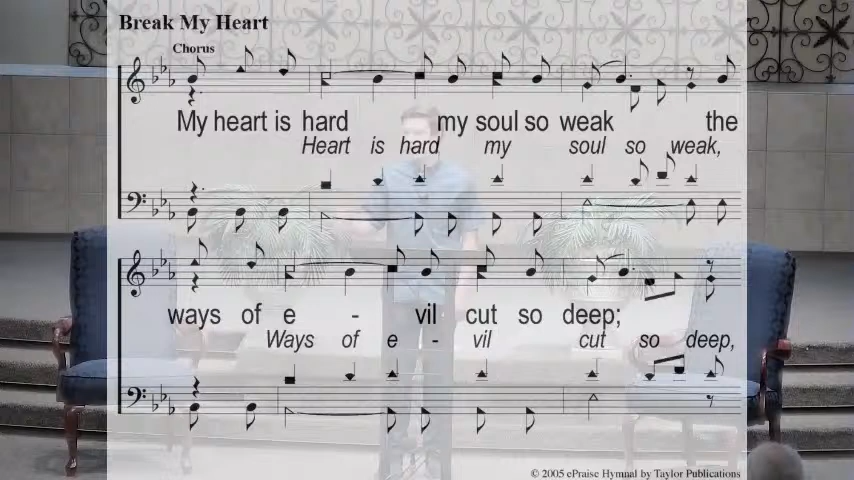 Break My Heart
Chorus
My heart is hard my soul so weak the
Heart is hard my soul so weak,
ways of e - vil cut so deep;
Ways of e - vil cut so deep,
© 2005 ePraise Hymnal by Taylor Publications